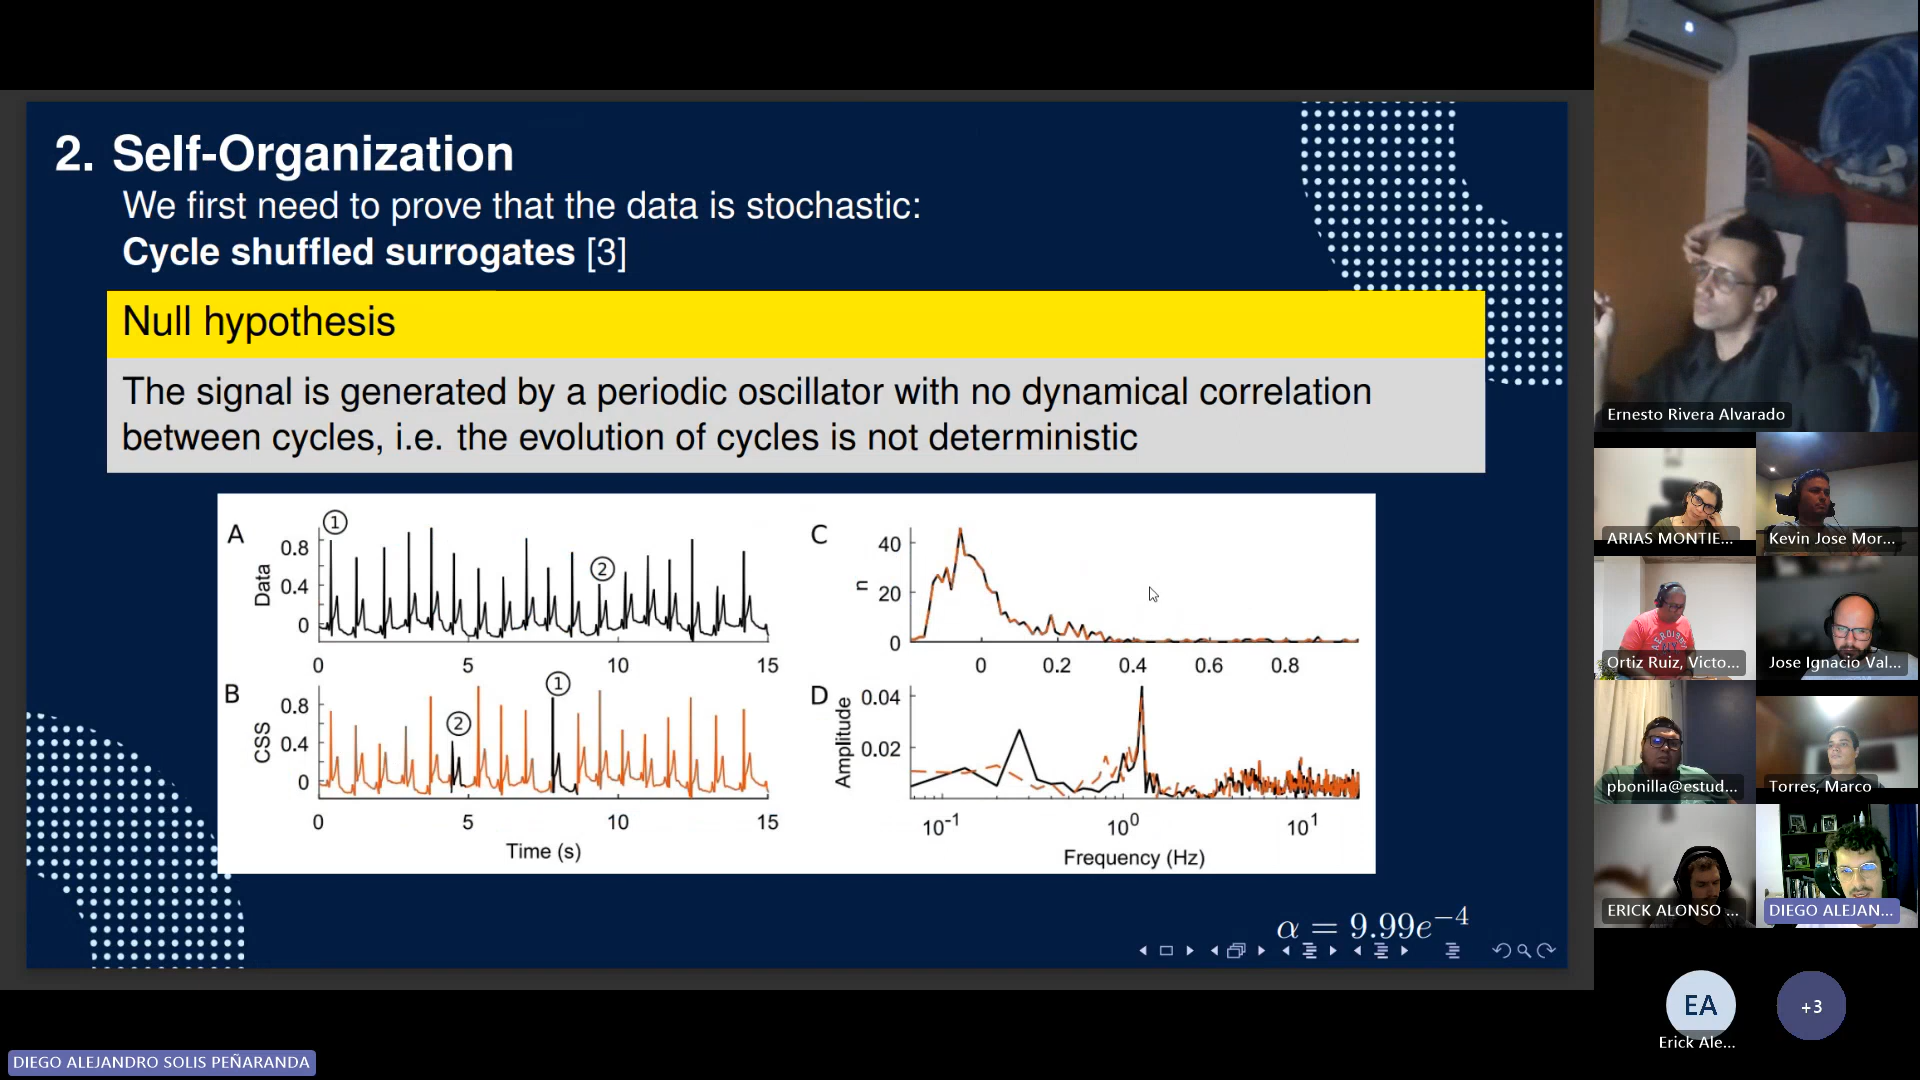 2. Self-Organization
We first need to prove that the data is stochastic:
Cycle shuffled surrogates [3]
Null hypothesis
The signal is generated by a periodic oscillator with no dynamical correlation
between cycles, i.e. the evolution of cycles is not deterministic
A
Data
0.8
0.4
0
1
2
0 5 10 15
B
CSS
0.8
0.4
0
2
1
0 5 10 15
Time (s)
C
n
40
20
0
0 0.2 0.4 0.6 0.8
D
Amplitude
0.04
0.02
10⁻¹ 10⁰ 10¹
Frequency (Hz)
α = 9.99e⁻⁴
Ernesto Rivera Alvarado
ARIAS MONTIE...
Kevin Jose Mor...
Ortiz Ruiz, Victo...
Jose Ignacio Val...
pbonilla@estud...
Torres, Marco
ERICK ALONSO ...
DIEGO ALEJAN...
EA
+3
Erick Ale...
DIEGO ALEJANDRO SOLIS PEÑARANDA